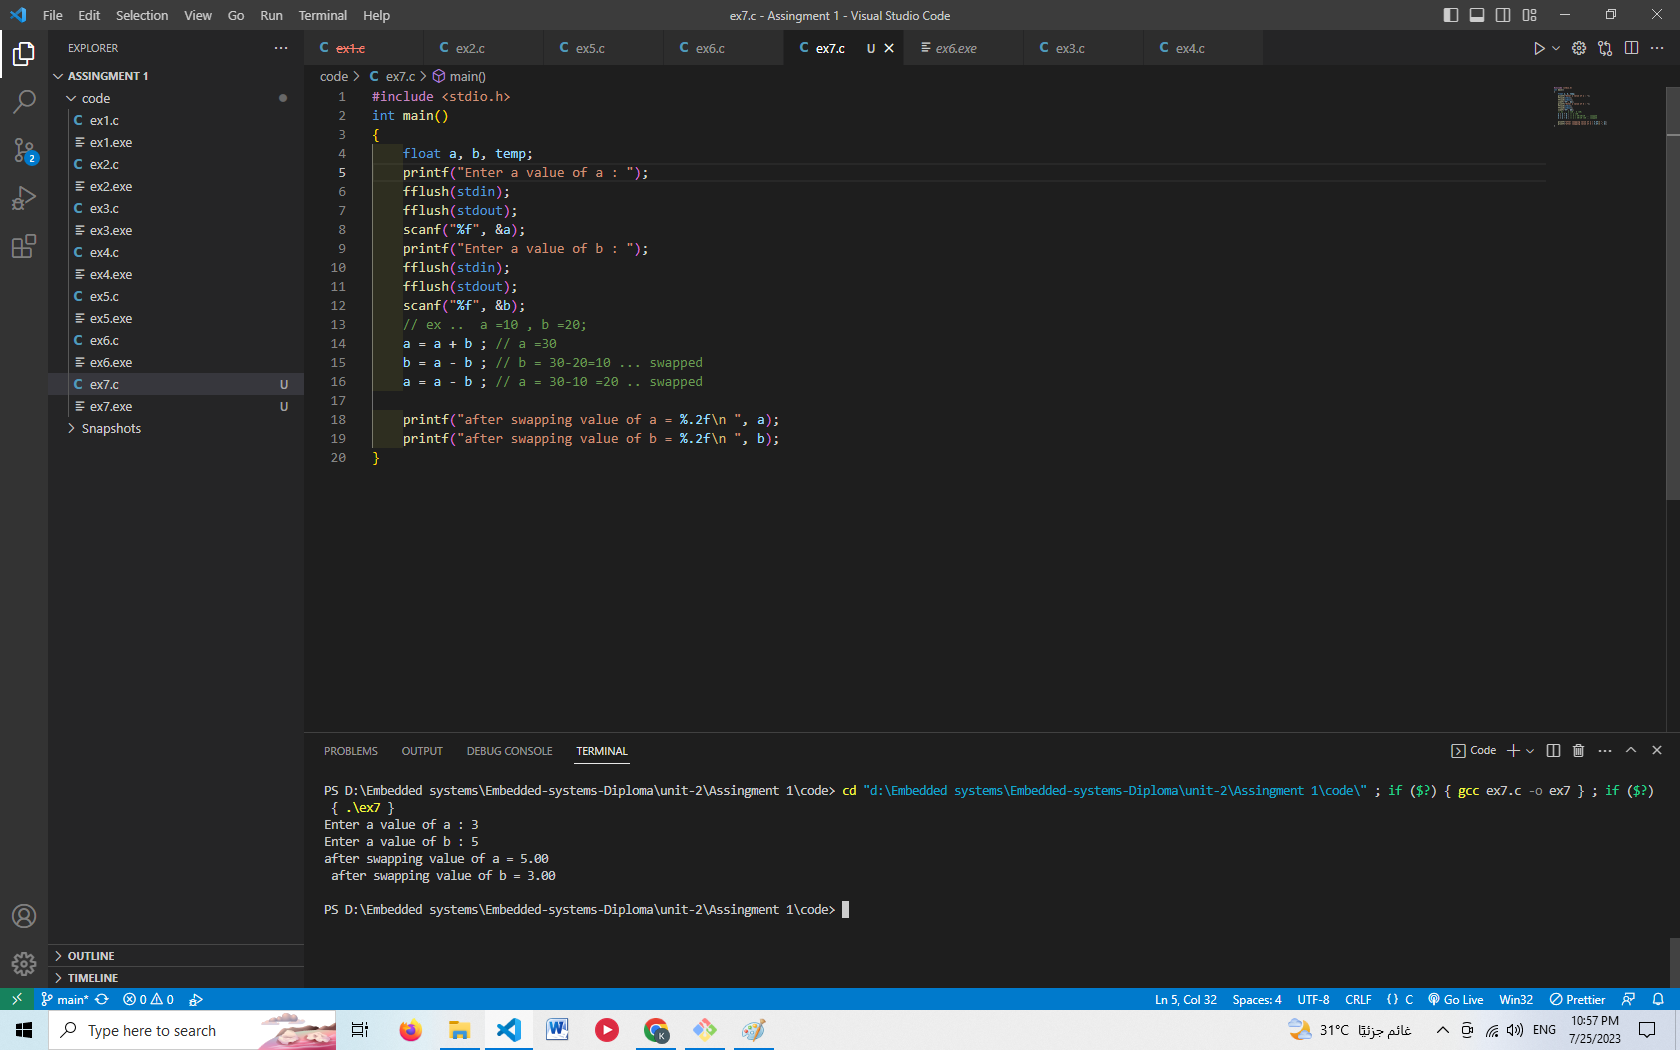 File Edit Selection View Go Run Terminal Help
ex7.c - Assingment 1 - Visual Studio Code
EXPLORER
ASSINGMENT 1
code
C ex1.c
ex1.exe
C ex2.c
ex2.exe
C ex3.c
ex3.exe
C ex4.c
ex4.exe
C ex5.c
ex5.exe
C ex6.c
ex6.exe
C ex7.c U
ex7.exe U
Snapshots
2
OUTLINE
TIMELINE
C ex1.c C ex2.c C ex5.c C ex6.c C ex7.c U ex6.exe C ex3.c C ex4.c
code > C ex7.c > main()
1 #include <stdio.h>
2 int main()
3 {
4 float a, b, temp;
5 printf("Enter a value of a : ");
6 fflush(stdin);
7 fflush(stdout);
8 scanf("%f", &a);
9 printf("Enter a value of b : ");
10 fflush(stdin);
11 fflush(stdout);
12 scanf("%f", &b);
13 // ex ..  a =10 , b =20;
14 a = a + b ; // a =30
15 b = a - b ; // b = 30-20=10 ... swapped
16 a = a - b ; // a = 30-10 =20 .. swapped
17
18 printf("after swapping value of a = %.2f\n ", a);
19 printf("after swapping value of b = %.2f\n ", b);
20 }
PROBLEMS OUTPUT DEBUG CONSOLE TERMINAL
Code
PS D:\Embedded systems\Embedded-systems-Diploma\unit-2\Assingment 1\code> cd "d:\Embedded systems\Embedded-systems-Diploma\unit-2\Assingment 1\code\" ; if ($?) { gcc ex7.c -o ex7 } ; if ($?)
{ .\ex7 }
Enter a value of a : 3
Enter a value of b : 5
after swapping value of a = 5.00
after swapping value of b = 3.00
PS D:\Embedded systems\Embedded-systems-Diploma\unit-2\Assingment 1\code>
main* 0 0 Ln 5, Col 32 Spaces: 4 UTF-8 CRLF {} C Go Live Win32 Prettier
Type here to search
31°C غائم جزئيًا
ENG
10:57 PM
7/25/2023